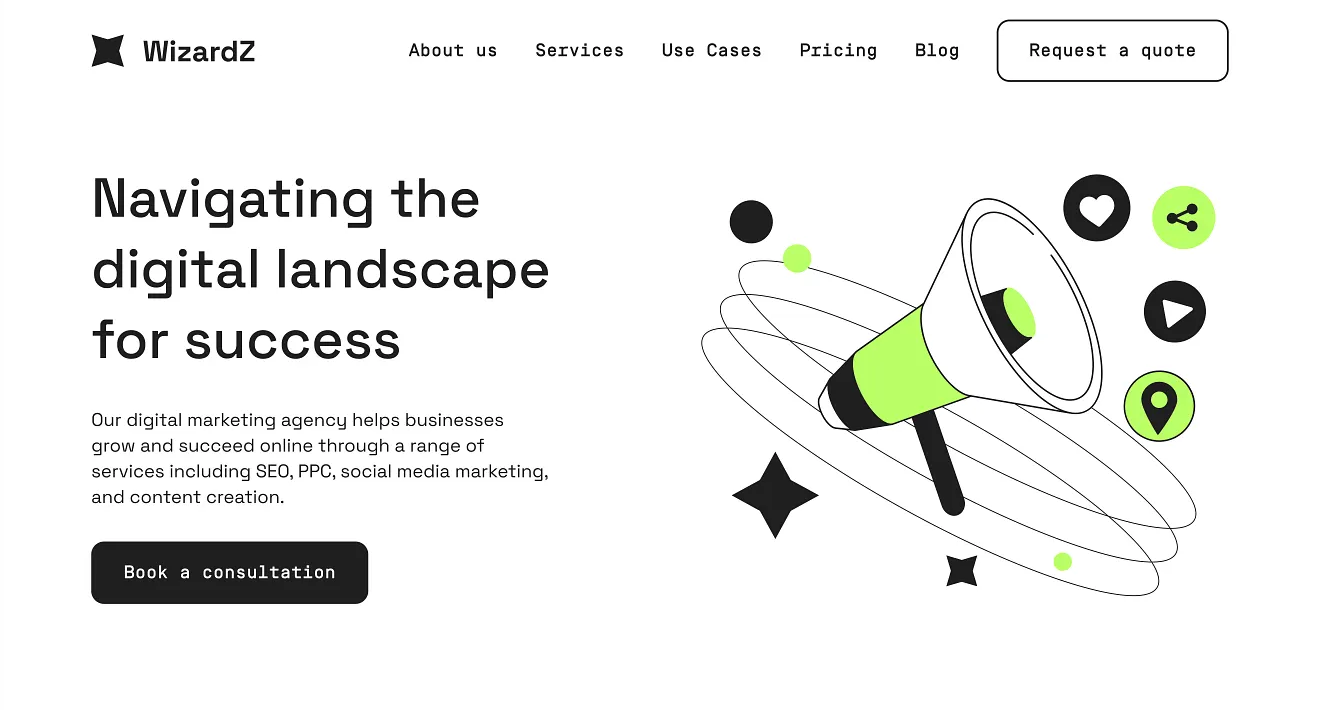 WizardZ
About us
Services
Use Cases
Pricing
Blog
Request a quote
Navigating the
digital landscape
for success
Our digital marketing agency helps businesses
grow and succeed online through a range of
services including SEO, PPC, social media marketing,
and content creation.
Book a consultation